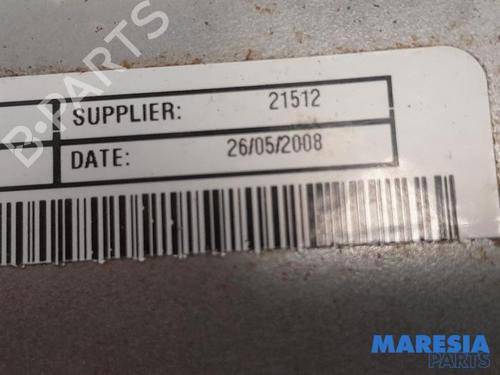 SUPPLIER: 21512
DATE: 26/05/2008
B-PARTS
MARESIA
PARTS